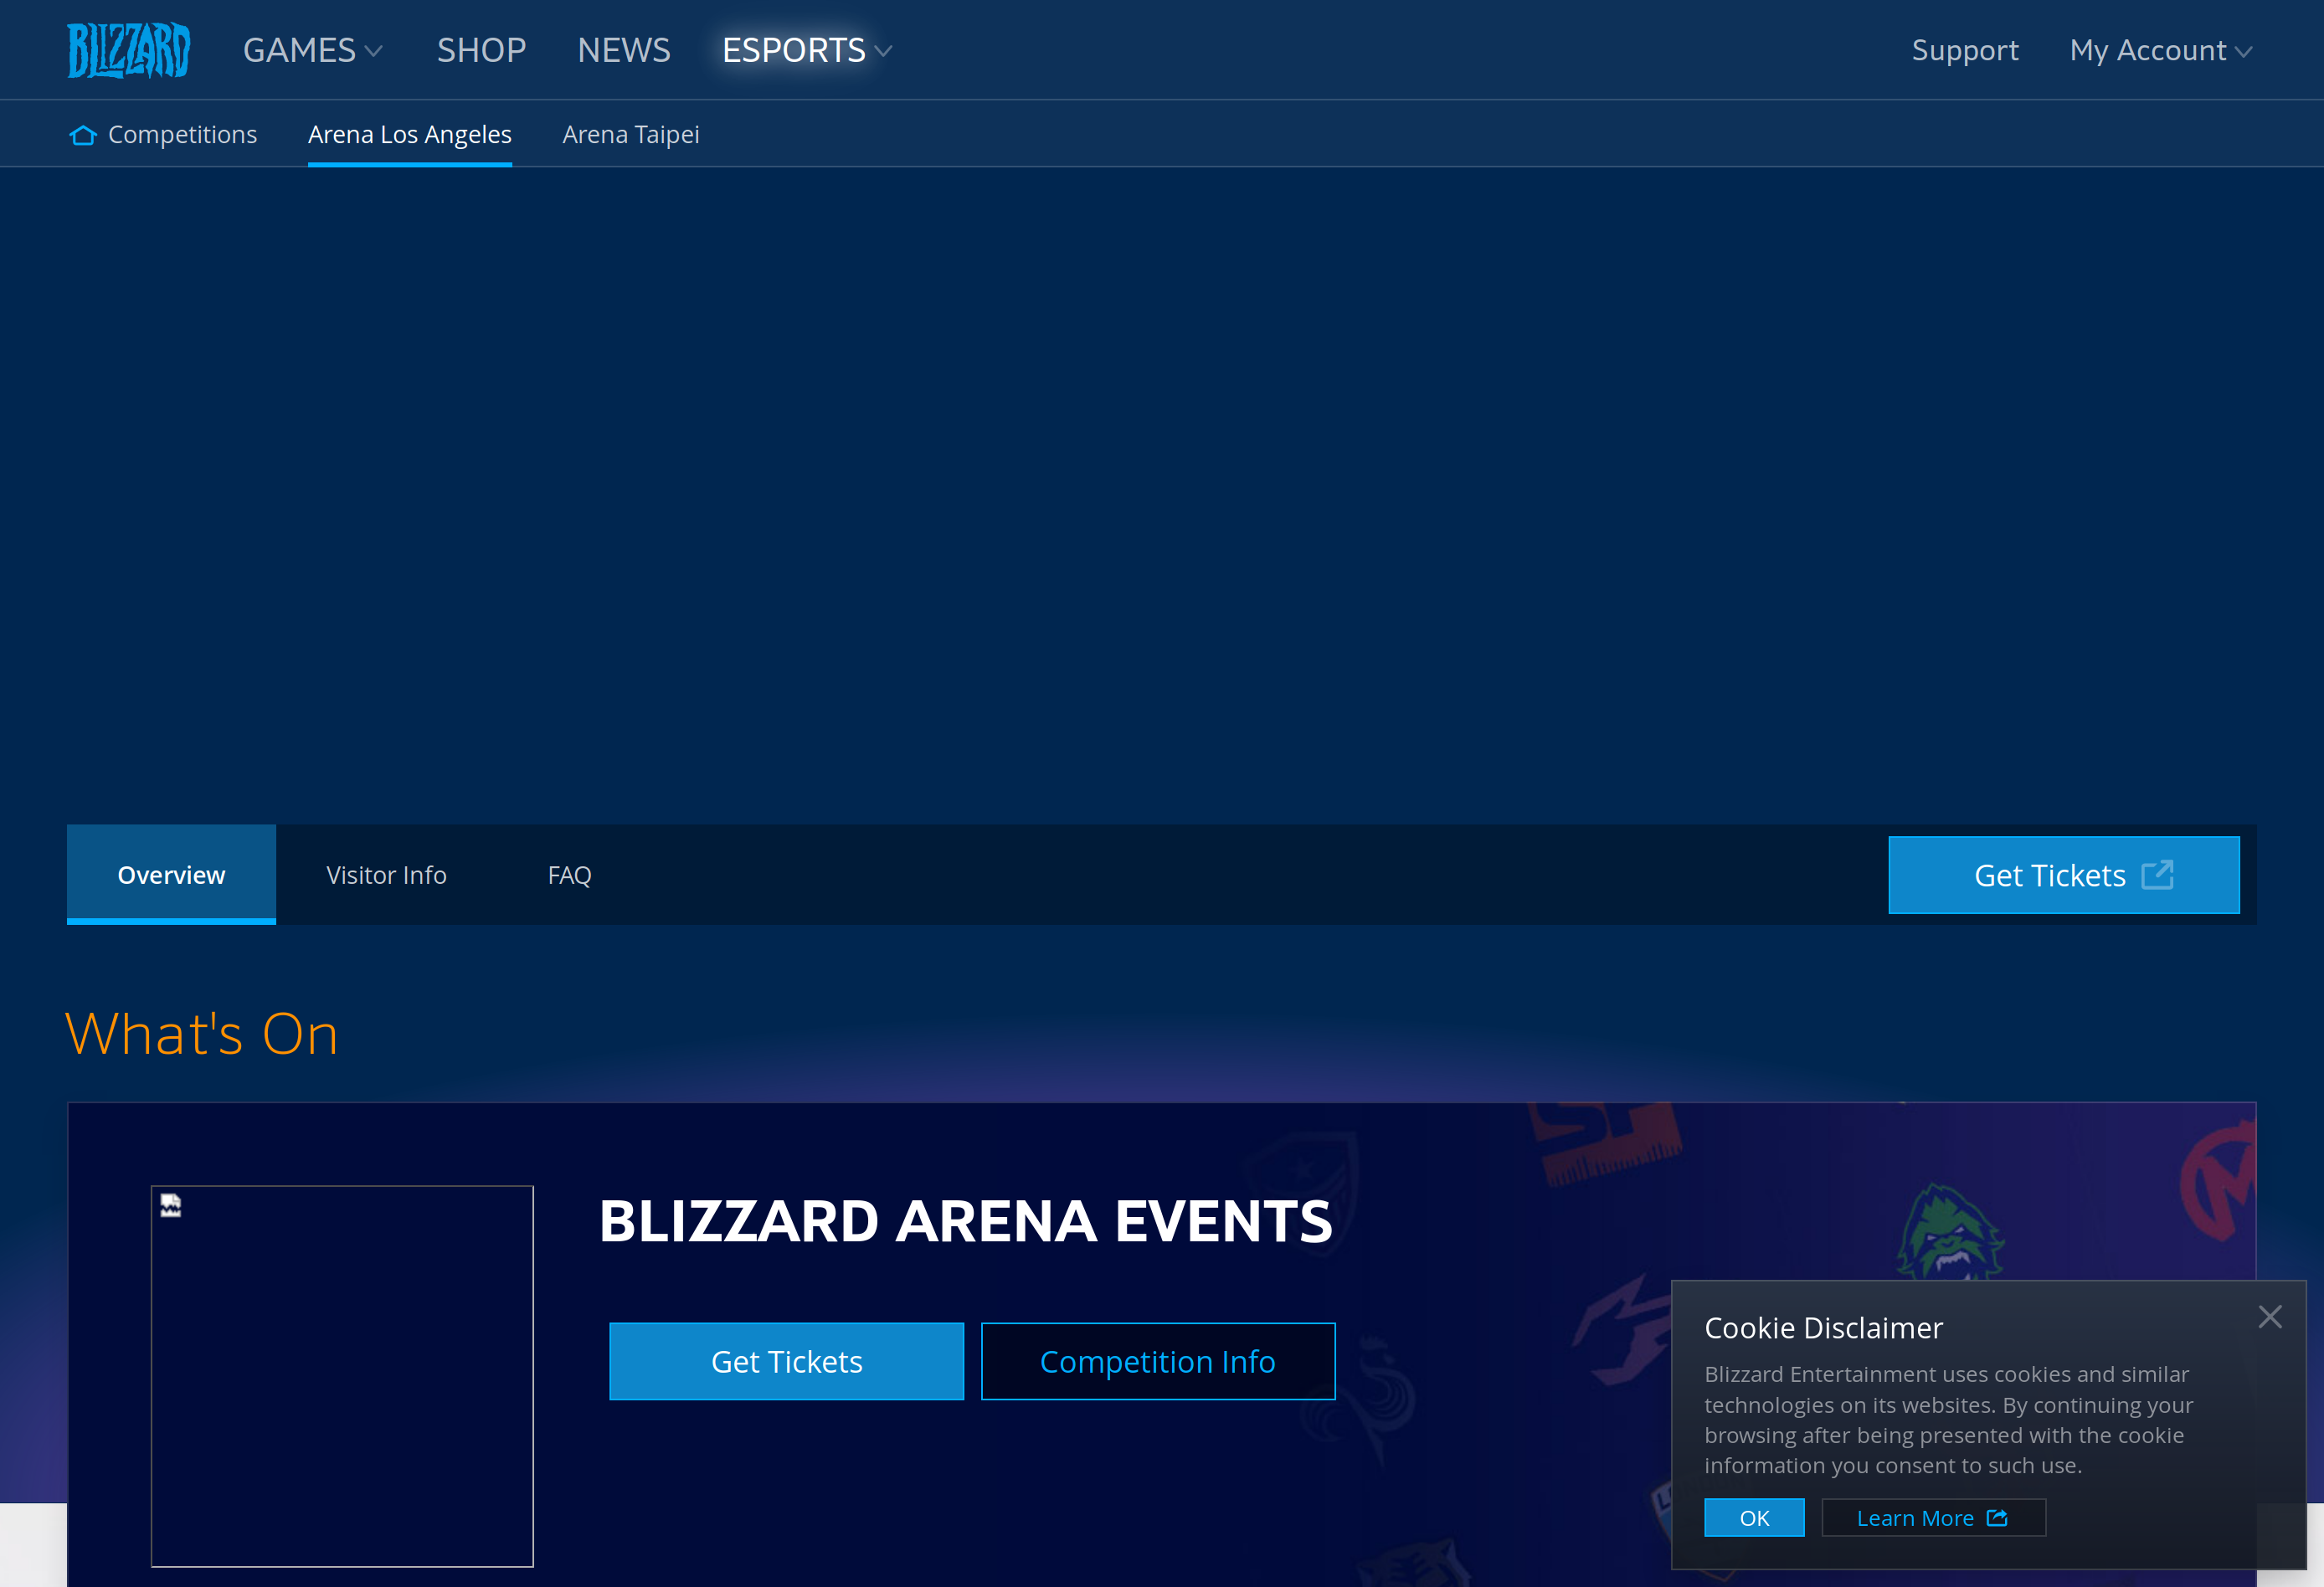 BLIZZARD
GAMES
SHOP
NEWS
ESPORTS
Support
My Account
Competitions
Arena Los Angeles
Arena Taipei
Overview
Visitor Info
FAQ
Get Tickets
What's On
BLIZZARD ARENA EVENTS
Get Tickets
Competition Info
Cookie Disclaimer
Blizzard Entertainment uses cookies and similar
technologies on its websites. By continuing your
browsing after being presented with the cookie
information you consent to such use.
OK
Learn More